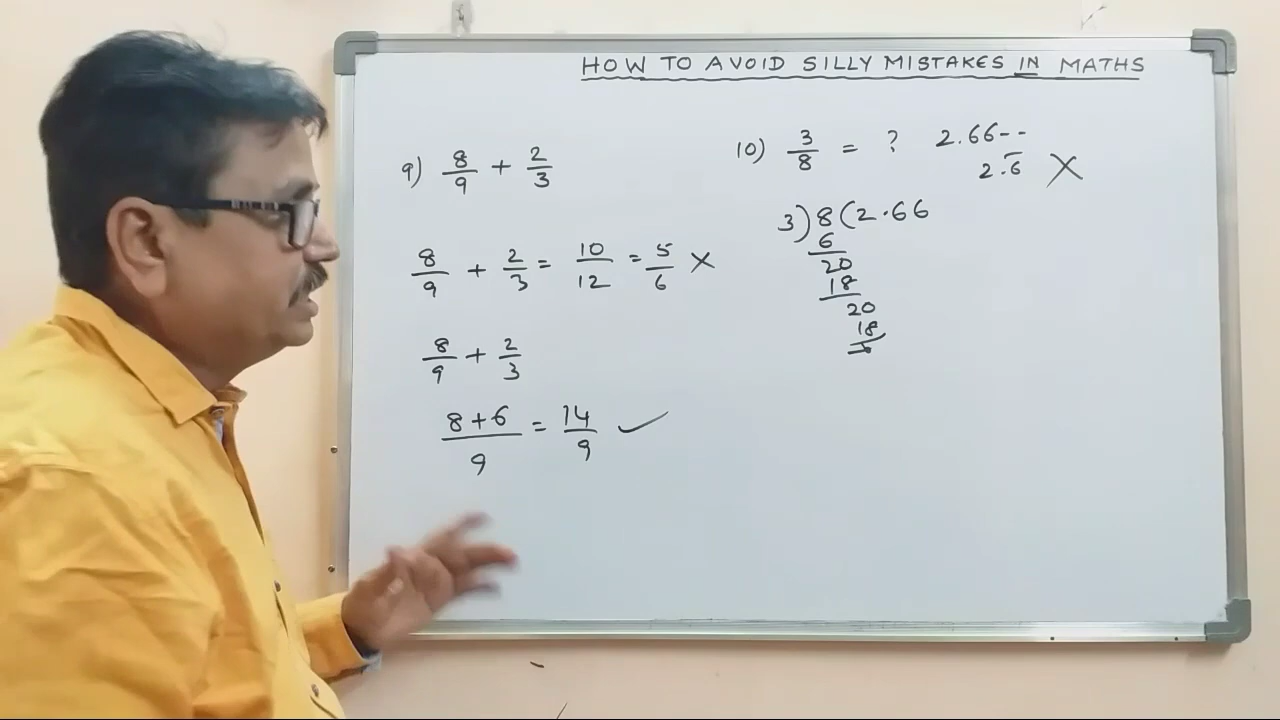 HOW TO AVOID SILLY MISTAKES IN MATHS
9) 8/9 + 2/3
8/9 + 2/3 = 10/12 = 5/6 ✗
8/9 + 2/3
(8+6)/9 = 14/9 ✓
10) 3/8 = ? 2.66--
2.6̅ ✗
3)8(2.66
6
20
18
20
18